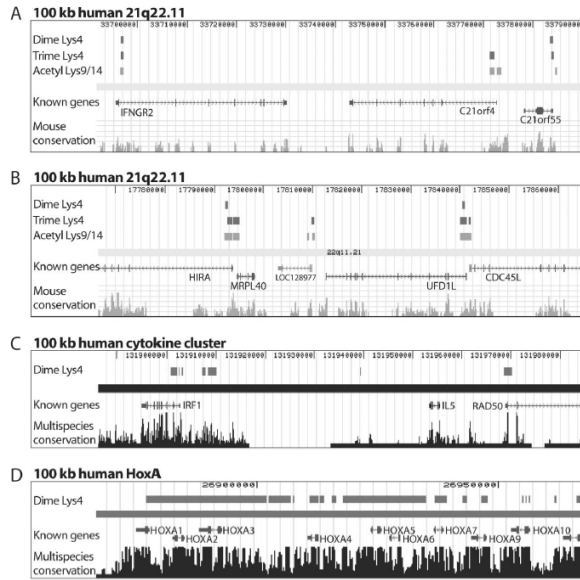 A 100 kb human 21q22.11
33700000 33710000 33720000 33730000 33740000 33750000 33760000 33770000 33780000 33790000
Dime Lys4
Trime Lys4
Acetyl Lys9/14
Known genes
IFNGR2 C21orf4 C21orf55
Mouse
conservation
B 100 kb human 21q22.11
17780000 17790000 17800000 17810000 17820000 17830000 17840000 17850000 17860000
Dime Lys4
Trime Lys4
Acetyl Lys9/14
22q11.21
Known genes
HIRA MRPL40 LOC128977 UFD1L CDC45L
Mouse
conservation
C 100 kb human cytokine cluster
131900000 131910000 131920000 131930000 131940000 131950000 131960000 131970000 131980000
Dime Lys4
Known genes IRF1 IL5 RAD50
Multispecies
conservation
D 100 kb human HoxA
26900000 26950000
Dime Lys4
Known genes HOXA1 HOXA3 HOXA5 HOXA7 HOXA10
HOXA2 HOXA4 HOXA6 HOXA9
Multispecies
conservation